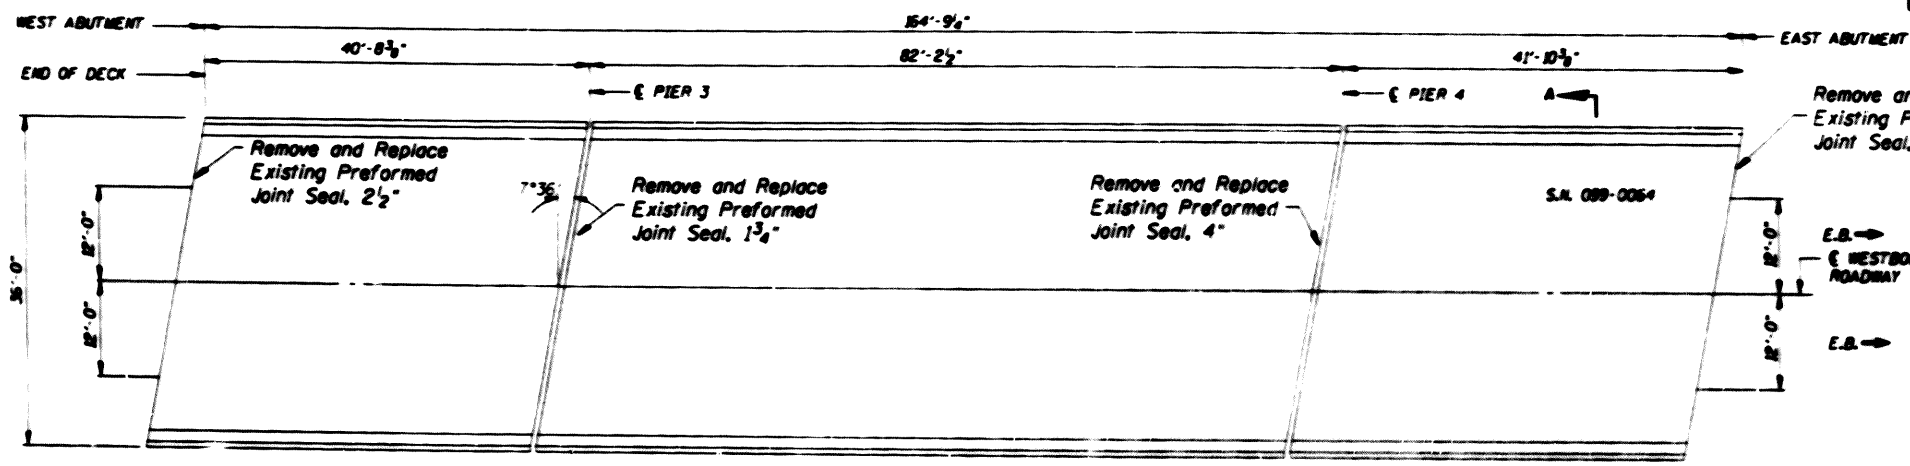 WEST ABUTMENT
164'-9¼"
EAST ABUTMENT
40'-8⅜"
82'-2½"
41'-10⅜"
END OF DECK
℄ PIER 3
℄ PIER 4
A
Remove and Replace
Existing Preformed
Joint Seal, 2½"
7°36'
Remove and Replace
Existing Preformed
Joint Seal, 1¾"
Remove and Replace
Existing Preformed
Joint Seal, 4"
Remove an
Existing P
Joint Seal,
S.N. 099-0064
12'-0"
12'-0"
36'-0"
12'-0"
12'-0"
E.B.
℄ WESTBO
ROADWAY
E.B.